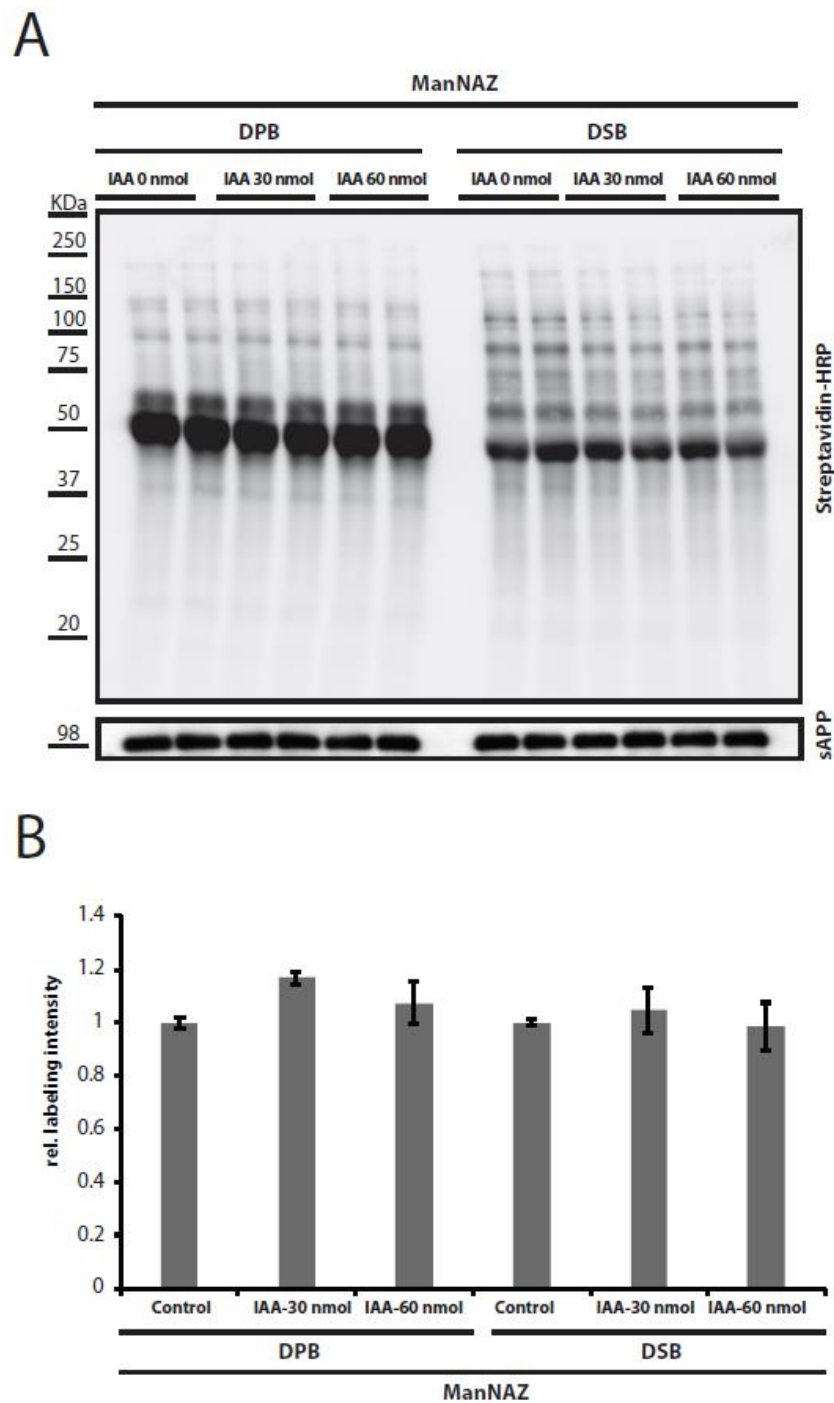 A
ManNAZ
DPB DSB
IAA 0 nmol IAA 30 nmol IAA 60 nmol IAA 0 nmol IAA 30 nmol IAA 60 nmol
KDa
250
150
100
75
50
37
25
20
Streptavidin-HRP
98
sAPP
B
rel. labeling intensity
1.4
1.2
1
0.8
0.6
0.4
0.2
0
Control IAA-30 nmol IAA-60 nmol Control IAA-30 nmol IAA-60 nmol
DPB DSB
ManNAZ